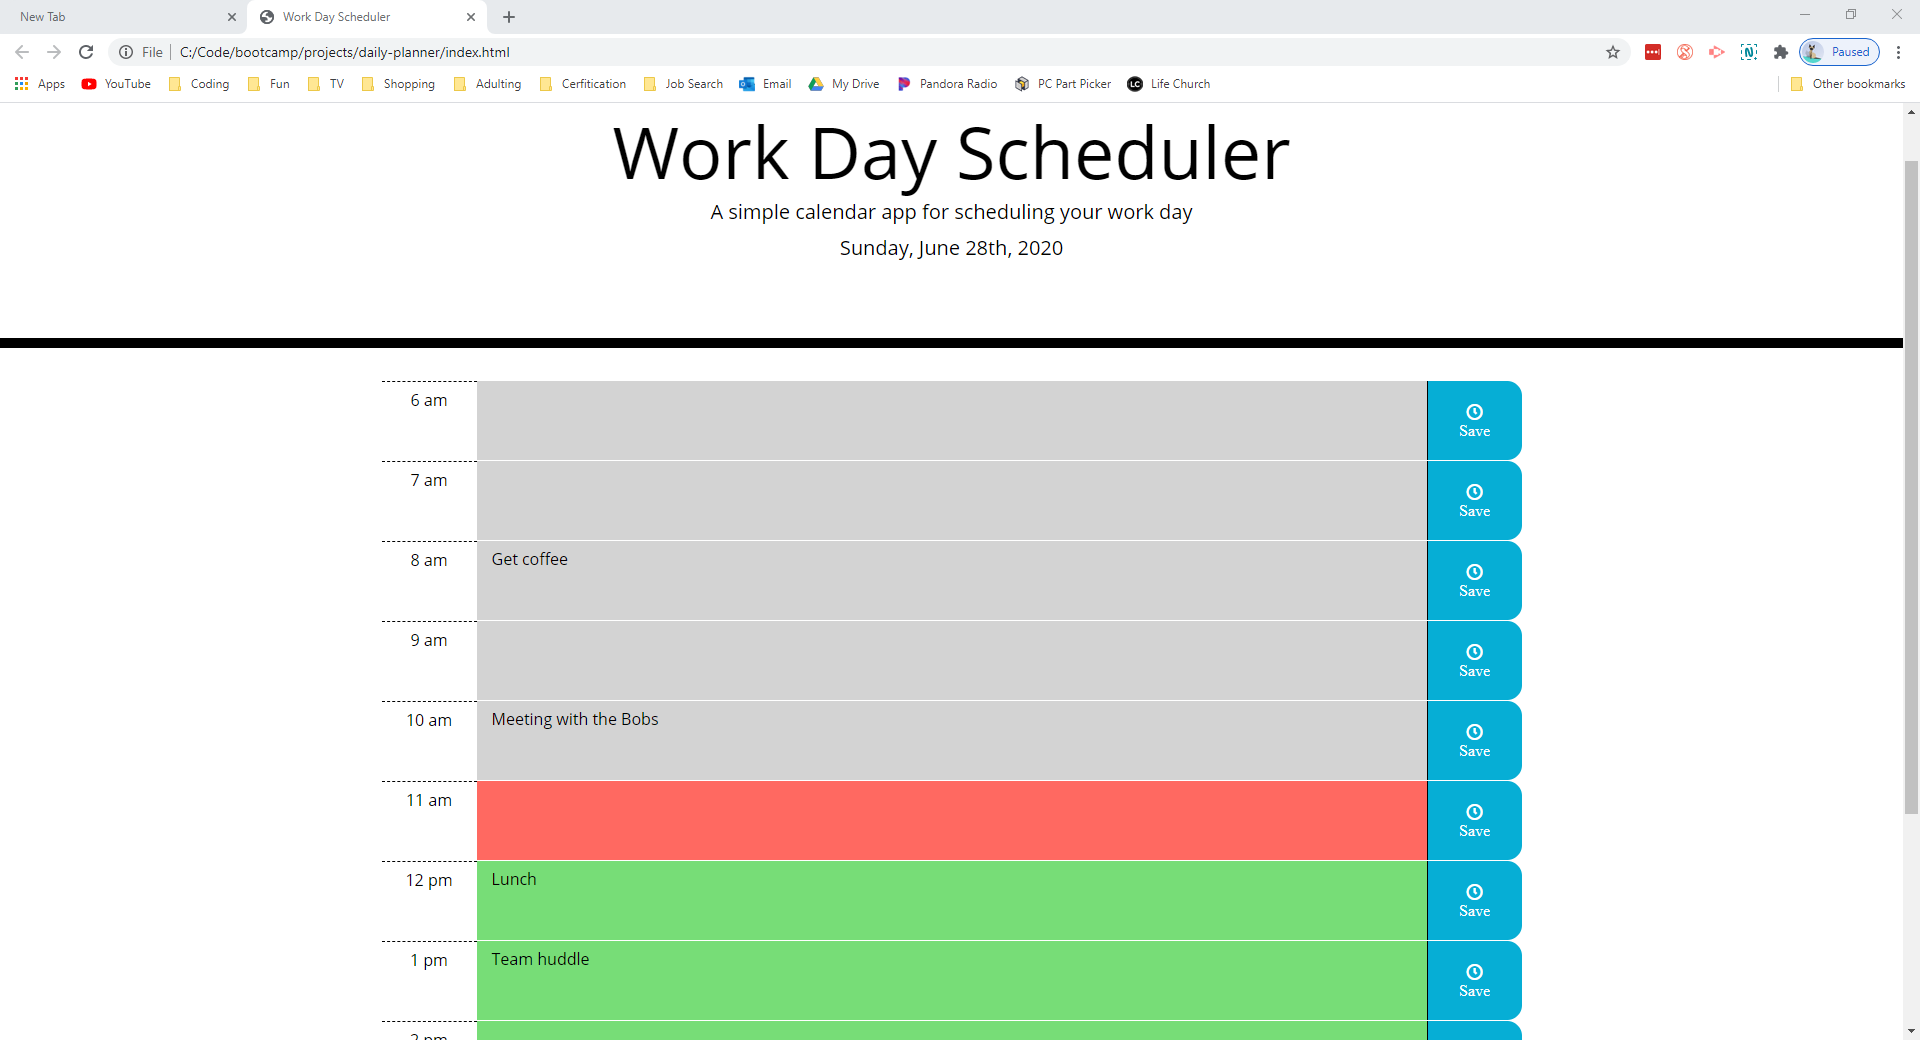 New Tab
Work Day Scheduler
File C:/Code/bootcamp/projects/daily-planner/index.html
Paused
Apps YouTube Coding Fun TV Shopping Adulting Cerfitication Job Search Email My Drive Pandora Radio PC Part Picker LC Life Church Other bookmarks
Work Day Scheduler
A simple calendar app for scheduling your work day
Sunday, June 28th, 2020
6 am
Save
7 am
Save
8 am Get coffee
Save
9 am
Save
10 am Meeting with the Bobs
Save
11 am
Save
12 pm Lunch
Save
1 pm Team huddle
Save
2 pm